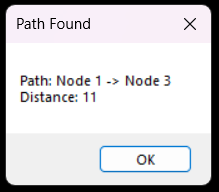 Path Found
Path: Node 1 -> Node 3
Distance: 11
OK